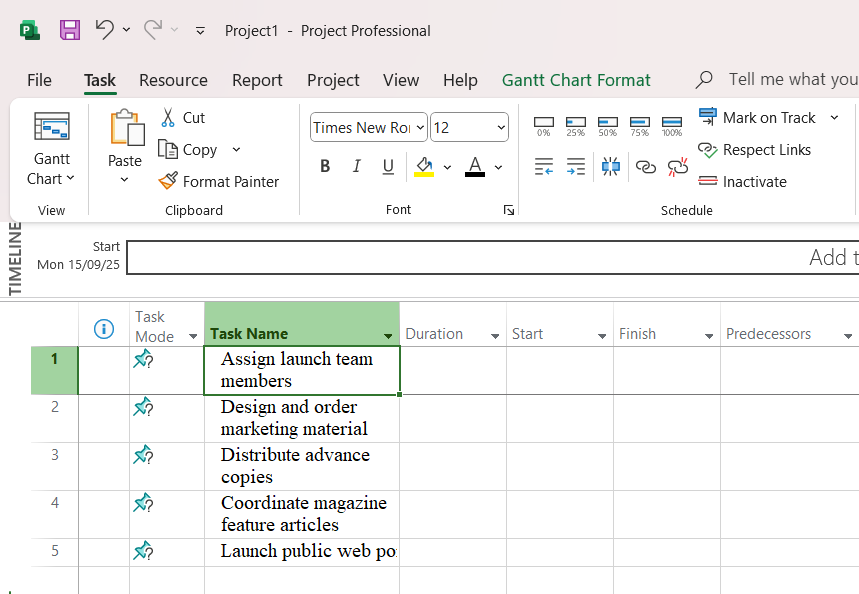 Project1 - Project Professional
File Task Resource Report Project View Help Gantt Chart Format Tell me what you
Gantt
Chart
View
Paste
Cut
Copy
Format Painter
Clipboard
Times New Ro 12
B I U A
Font
0% 25% 50% 75% 100%
Mark on Track
Respect Links
Inactivate
Schedule
TIMELINE
Start
Mon 15/09/25
Add t
Task
Mode
Task Name
Duration
Start
Finish
Predecessors
1 Assign launch team
members
2 Design and order
marketing material
3 Distribute advance
copies
4 Coordinate magazine
feature articles
5 Launch public web po